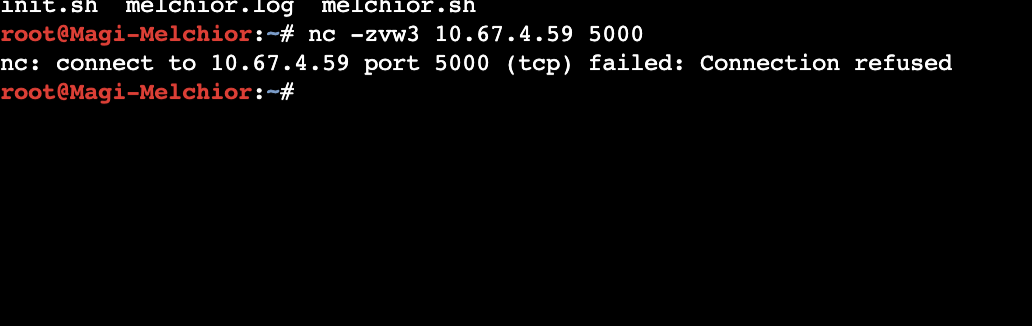 init.sh  melchior.log  melchior.sh
root@Magi-Melchior:~# nc -zvw3 10.67.4.59 5000
nc: connect to 10.67.4.59 port 5000 (tcp) failed: Connection refused
root@Magi-Melchior:~#